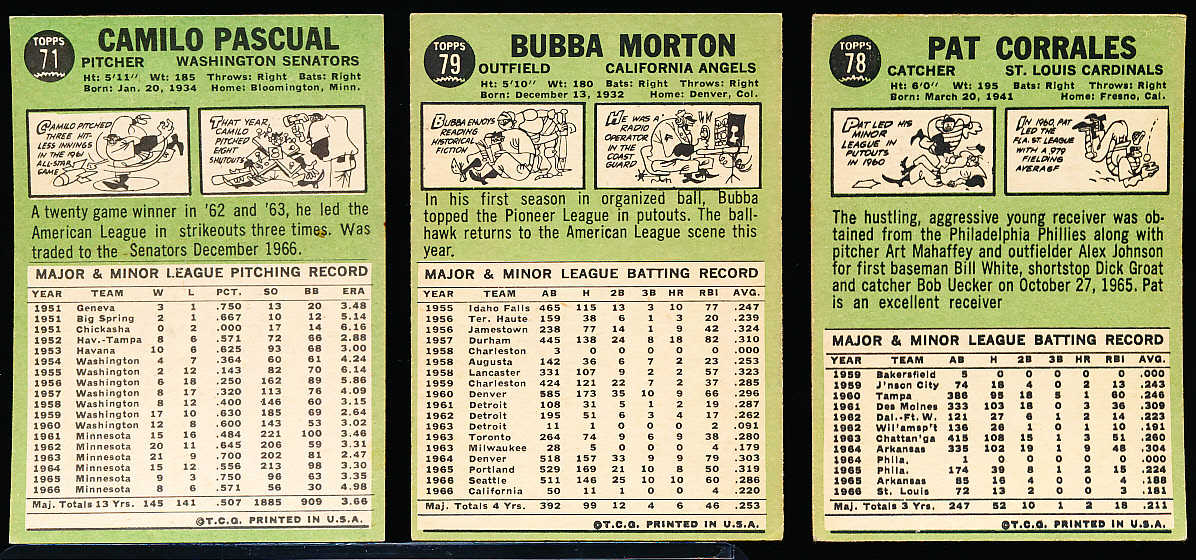 TOPPS
71
CAMILO PASCUAL
PITCHER WASHINGTON SENATORS
Ht: 5'11" Wt: 185 Throws: Right Bats: Right
Born: Jan. 20, 1934 Home: Bloomington, Minn.
CAMILO PITCHED
THREE HIT-
LESS INNINGS
IN THE 1961
ALL-STAR
GAME
THAT YEAR,
CAMILO
PITCHED
EIGHT
SHUTOUTS
A twenty game winner in '62 and '63, he led the
American League in strikeouts three times. Was
traded to the Senators December 1966.
MAJOR & MINOR LEAGUE PITCHING RECORD
YEAR TEAM W L PCT. SO BB ERA
1951 Geneva 3 1 .750 13 20 3.48
1951 Big Spring 2 1 .667 10 12 5.14
1951 Chickasha 0 2 .000 17 14 6.16
1952 Hav.-Tampa 8 6 .571 72 66 2.88
1953 Havana 10 6 .625 93 68 3.00
1954 Washington 4 7 .364 60 61 4.24
1955 Washington 2 12 .143 82 70 6.14
1956 Washington 6 18 .250 162 89 5.86
1957 Washington 8 17 .320 113 76 4.09
1958 Washington 8 12 .400 146 60 3.15
1959 Washington 17 10 .630 185 69 2.64
1960 Washington 12 8 .600 143 53 3.02
1961 Minnesota 15 16 .484 221 100 3.46
1962 Minnesota 20 11 .645 206 59 3.31
1963 Minnesota 21 9 .700 202 81 2.47
1964 Minnesota 15 12 .556 213 98 3.30
1965 Minnesota 9 3 .750 96 63 3.35
1966 Minnesota 8 6 .571 56 30 4.98
Maj. Totals 13 Yrs. 145 141 .507 1885 909 3.66
©T.C.G. PRINTED IN U.S.A.
TOPPS
79
BUBBA MORTON
OUTFIELD CALIFORNIA ANGELS
Ht: 5'10" Wt: 180 Bats: Right Throws: Right
Born: December 13, 1932 Home: Denver, Col.
BUBBA ENJOYS
READING
HISTORICAL
FICTION
HE WAS A
RADIO
OPERATOR
IN THE
COAST
GUARD
In his first season in organized ball, Bubba
topped the Pioneer League in putouts. The ball-
hawk returns to the American League scene this
year.
MAJOR & MINOR LEAGUE BATTING RECORD
YEAR TEAM AB H 2B 3B HR RBI AVG.
1955 Idaho Falls 465 115 13 3 10 77 .247
1956 Ter. Haute 159 38 6 1 3 20 .239
1956 Jamestown 238 77 14 1 9 42 .324
1957 Durham 445 138 24 8 18 82 .310
1958 Charleston 3 0 0 0 0 0 .000
1958 Augusta 142 36 6 7 2 23 .253
1958 Lancaster 331 107 9 2 2 57 .323
1959 Charleston 424 121 22 7 2 37 .285
1960 Denver 585 173 35 10 9 66 .296
1961 Detroit 108 31 5 1 2 19 .287
1962 Detroit 195 51 6 3 4 17 .262
1963 Detroit 11 1 0 0 0 2 .091
1963 Toronto 264 74 9 6 9 38 .280
1963 Milwaukee 28 5 0 0 0 4 .179
1964 Denver 518 157 33 9 9 79 .303
1965 Portland 529 169 21 10 8 50 .319
1966 Seattle 511 146 25 10 10 60 .286
1966 California 50 11 1 0 0 4 .220
Maj. Totals 4 Yrs. 392 99 12 4 6 46 .253
©T.C.G. PRINTED IN U.S.A.
TOPPS
78
PAT CORRALES
CATCHER ST. LOUIS CARDINALS
Ht: 6'0" Wt: 195 Bats: Right Throws: Right
Born: March 20, 1941 Home: Fresno, Cal.
PAT LED HIS
MINOR
LEAGUE IN
PUTOUTS
IN 1960
IN 1960, PAT
LED THE
FLA. ST. LEAGUE
WITH A .979
FIELDING
AVERAGE
The hustling, aggressive young receiver was ob-
tained from the Philadelphia Phillies along with
pitcher Art Mahaffey and outfielder Alex Johnson
for first baseman Bill White, shortstop Dick Groat
and catcher Bob Uecker on October 27, 1965. Pat
is an excellent receiver
MAJOR & MINOR LEAGUE BATTING RECORD
YEAR TEAM AB H 2B 3B HR RBI AVG.
1959 Bakersfield 5 0 0 0 0 0 .000
1959 J'nson City 74 18 4 0 2 13 .243
1960 Tampa 386 95 18 5 1 60 .246
1961 Des Moines 333 103 18 0 3 36 .309
1962 Dal.-Ft. W. 121 27 6 1 2 14 .223
1962 Wil'amsp't 136 26 1 0 1 10 .191
1963 Chattan'ga 415 108 15 1 3 51 .260
1964 Arkansas 335 102 19 1 9 48 .304
1964 Phila. 1 0 0 0 0 0 .000
1965 Phila. 174 39 8 1 2 15 .224
1965 Arkansas 85 16 4 0 0 4 .188
1966 St. Louis 72 13 2 0 0 3 .181
Maj. Totals 3 Yrs. 247 52 10 1 2 18 .211
©T.C.G. PRINTED IN U.S.A.